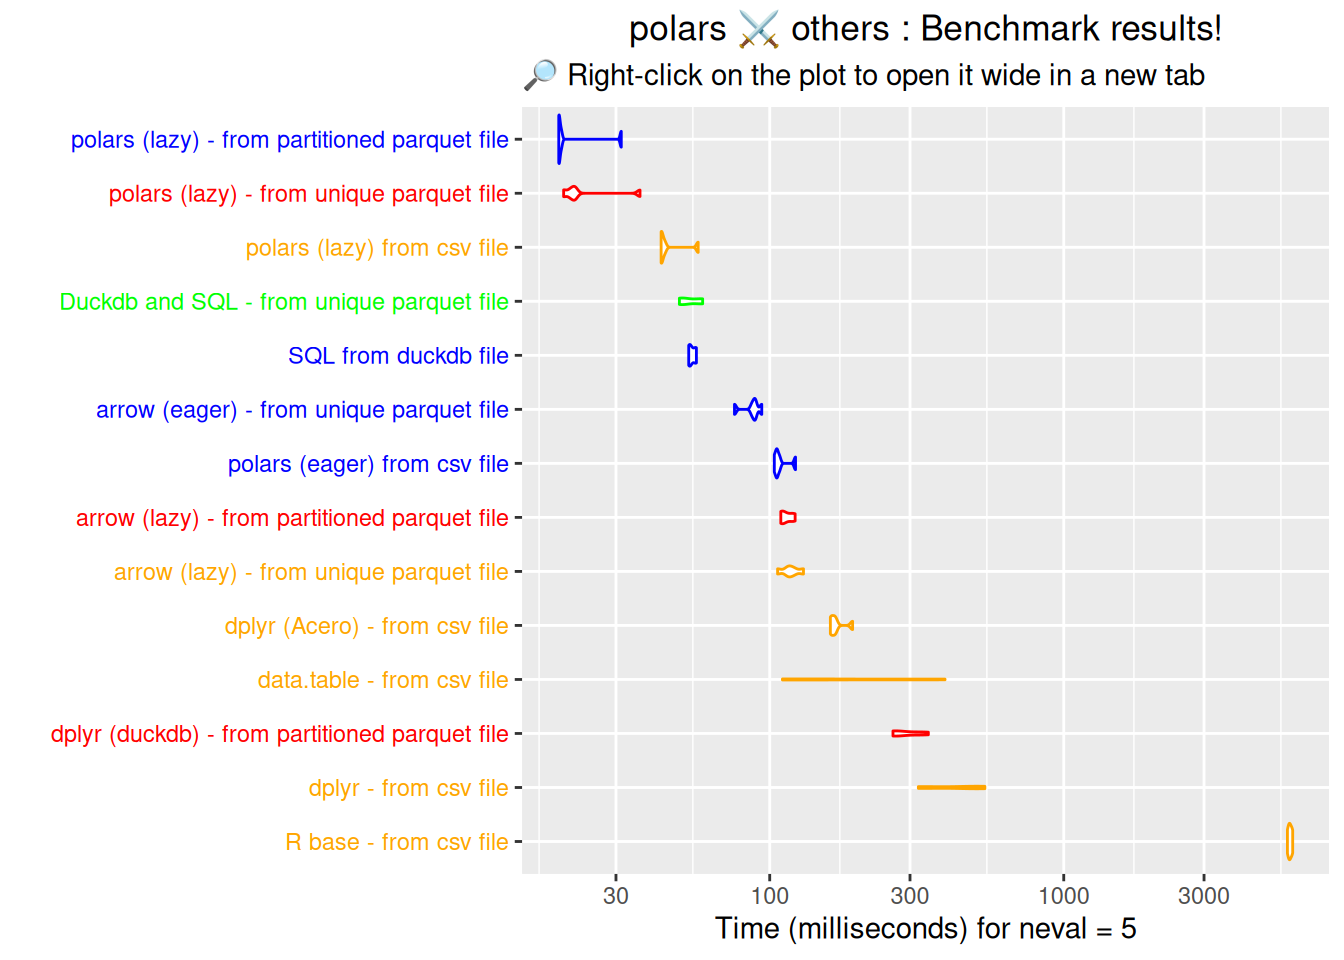 polars ⚔️ others : Benchmark results!
🔎 Right-click on the plot to open it wide in a new tab
polars (lazy) - from partitioned parquet file
polars (lazy) - from unique parquet file
polars (lazy) from csv file
Duckdb and SQL - from unique parquet file
SQL from duckdb file
arrow (eager) - from unique parquet file
polars (eager) from csv file
arrow (lazy) - from partitioned parquet file
arrow (lazy) - from unique parquet file
dplyr (Acero) - from csv file
data.table - from csv file
dplyr (duckdb) - from partitioned parquet file
dplyr - from csv file
R base - from csv file
30 100 300 1000 3000
Time (milliseconds) for neval = 5